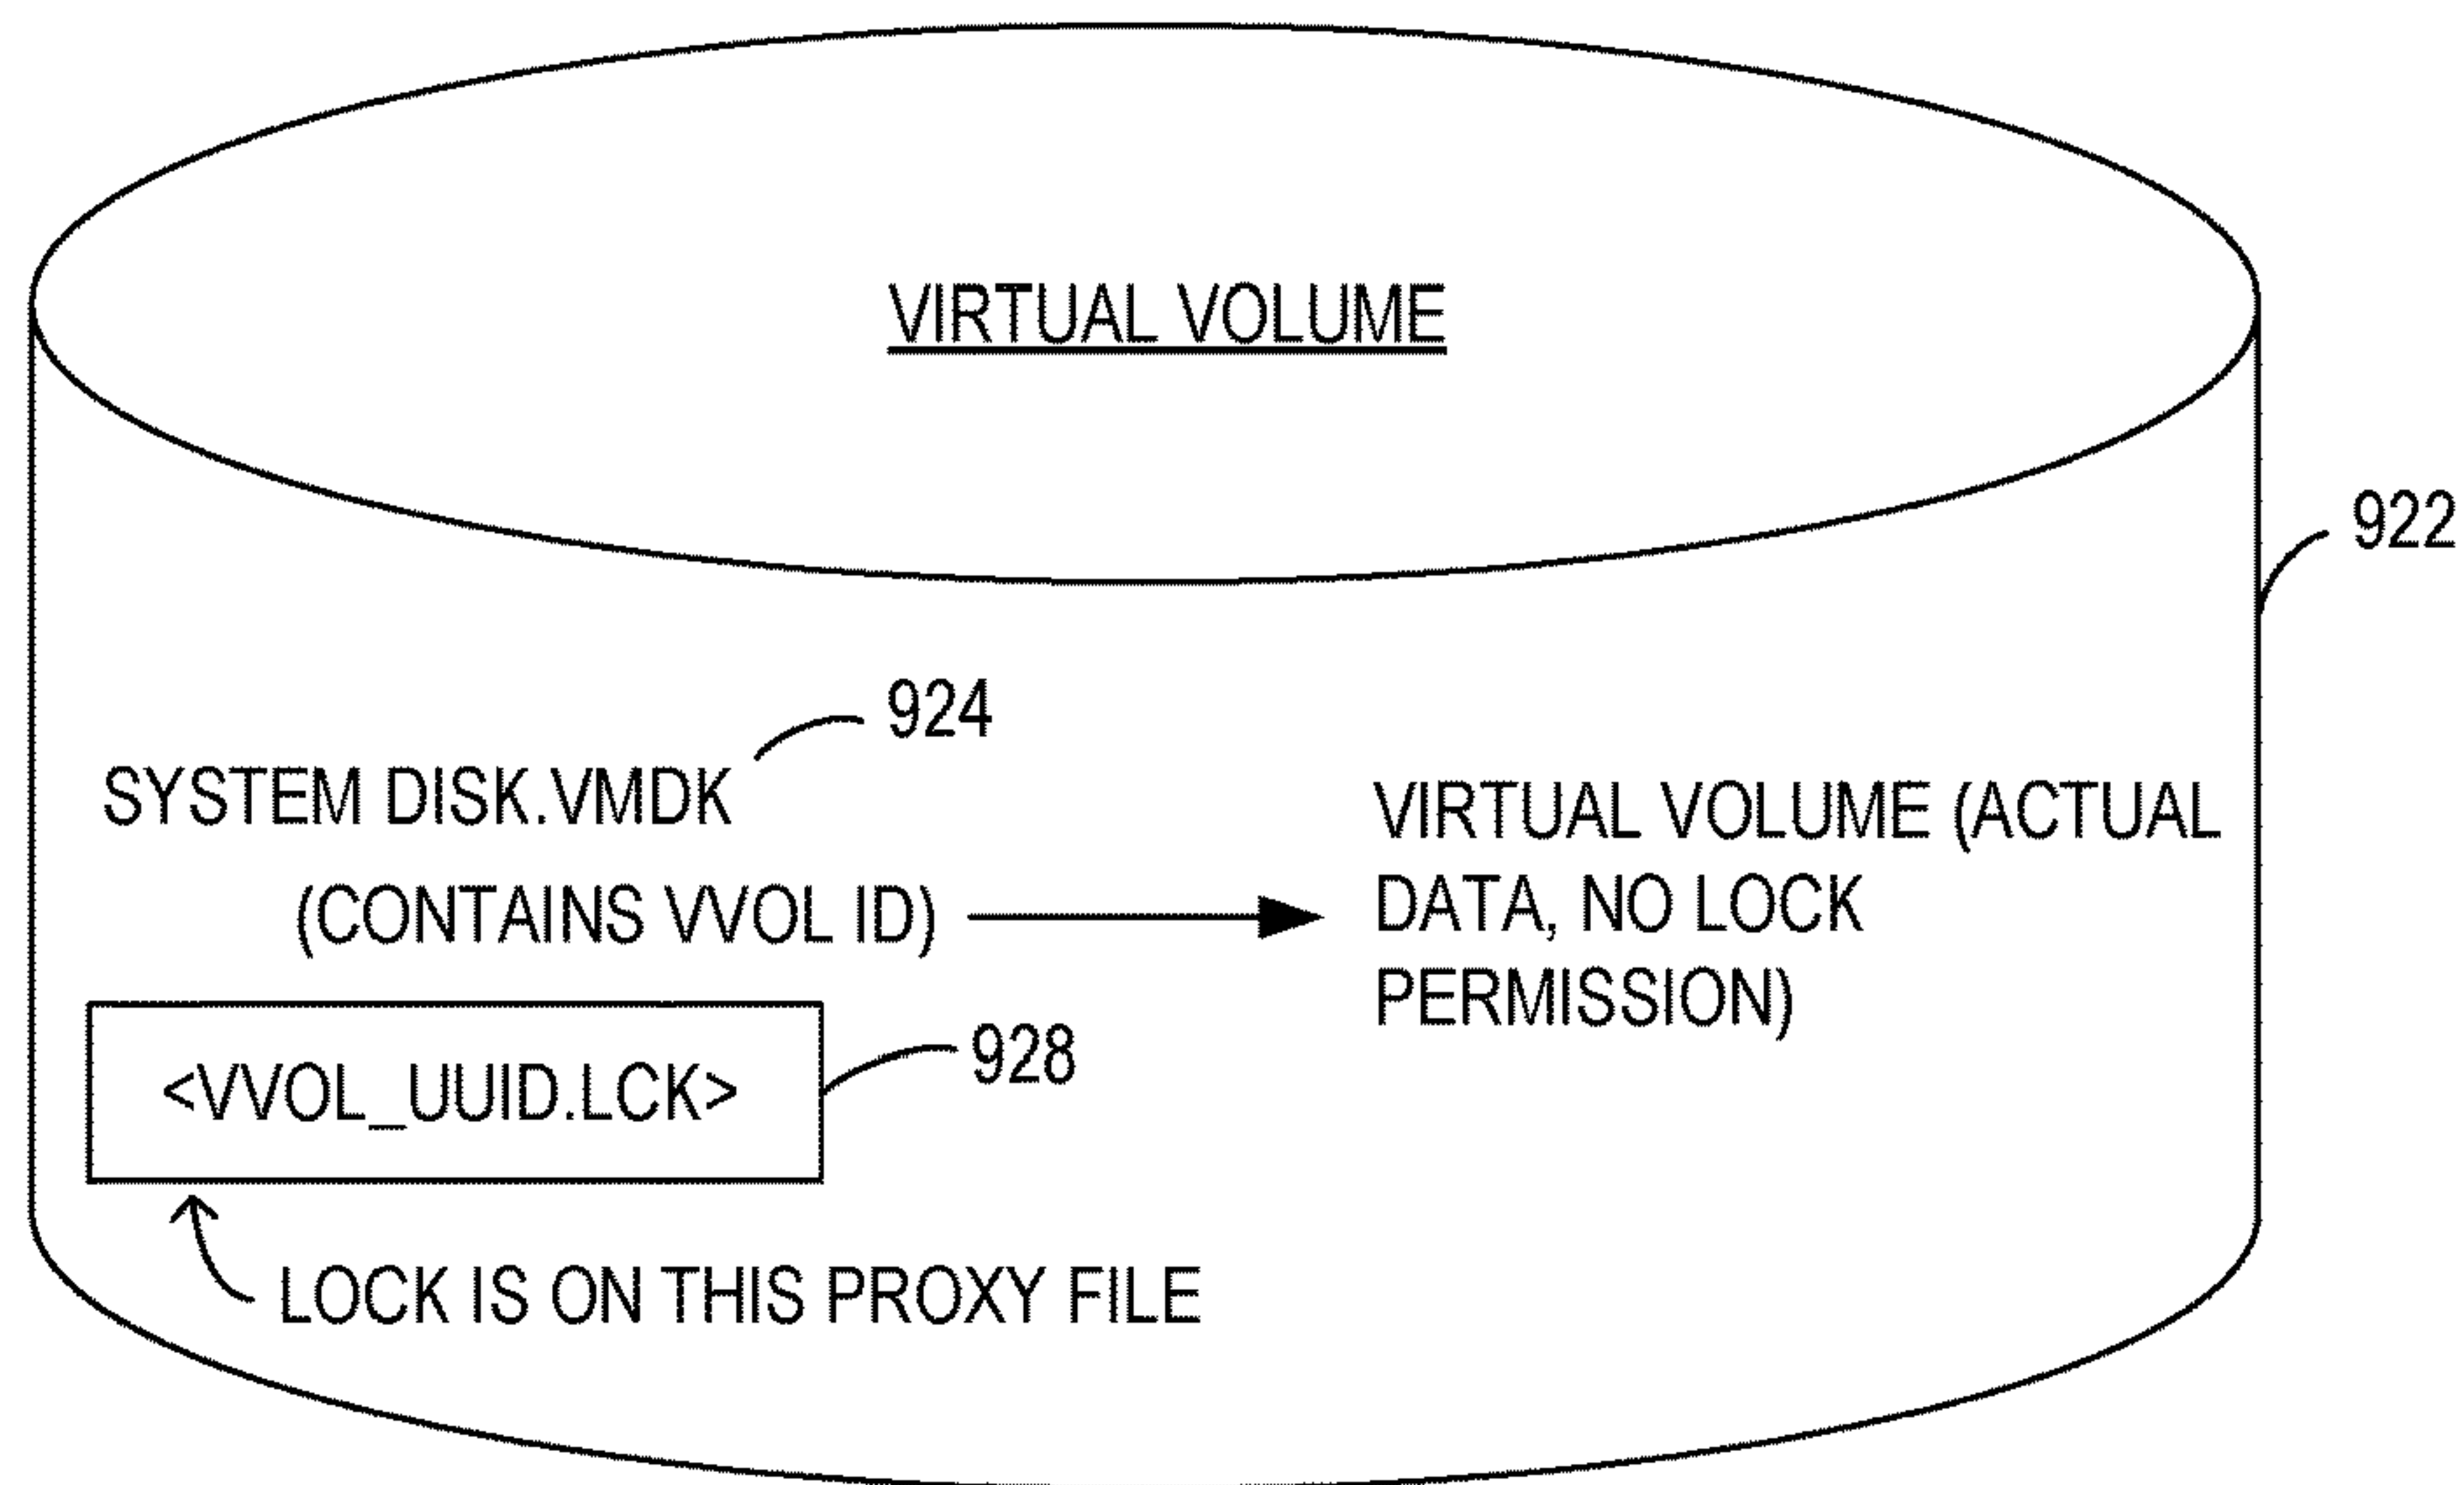 VIRTUAL VOLUME
922
924
SYSTEM DISK.VMDK
(CONTAINS VVOL ID)
VIRTUAL VOLUME (ACTUAL
DATA, NO LOCK
PERMISSION)
928
<VVOL_UUID.LCK>
LOCK IS ON THIS PROXY FILE